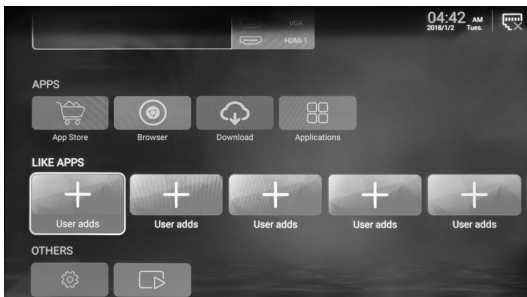 VGA
04:42 AM
2018/1/2 Tues.
HDMI 1
APPS
App Store
Browser
Download
Applications
LIKE APPS
User adds
User adds
User adds
User adds
User adds
OTHERS